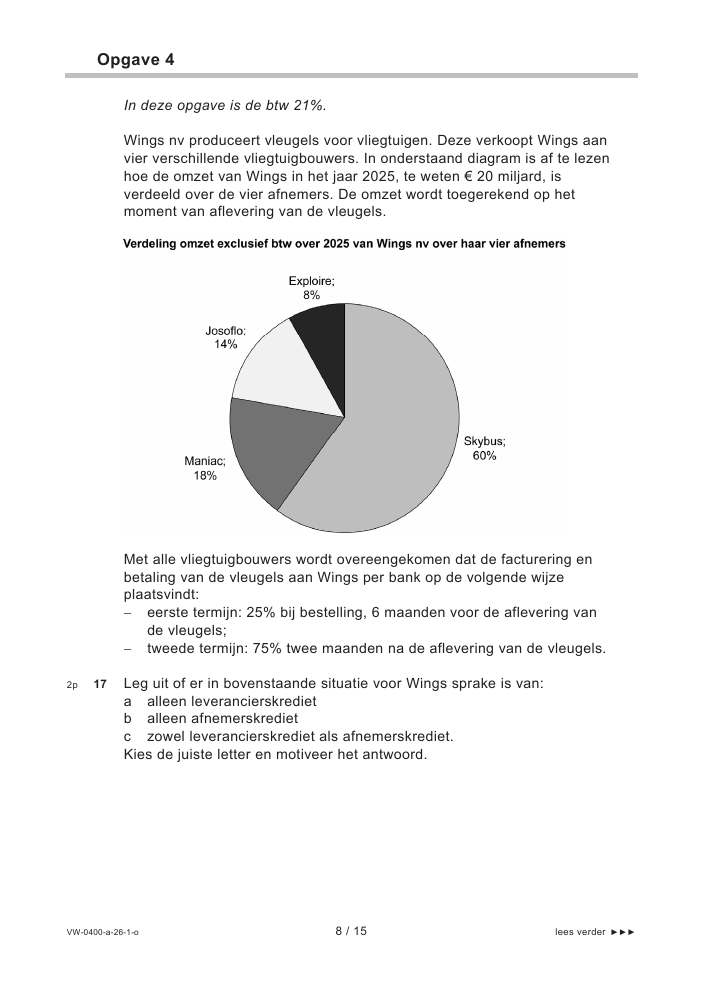 Opgave 4
In deze opgave is de btw 21%.
Wings nv produceert vleugels voor vliegtuigen. Deze verkoopt Wings aan
vier verschillende vliegtuigbouwers. In onderstaand diagram is af te lezen
hoe de omzet van Wings in het jaar 2025, te weten € 20 miljard, is
verdeeld over de vier afnemers. De omzet wordt toegerekend op het
moment van aflevering van de vleugels.
Verdeling omzet exclusief btw over 2025 van Wings nv over haar vier afnemers
Exploire;
8%
Josoflo;
14%
Skybus;
60%
Maniac;
18%
Met alle vliegtuigbouwers wordt overeengekomen dat de facturering en
betaling van de vleugels aan Wings per bank op de volgende wijze
plaatsvindt:
– eerste termijn: 25% bij bestelling, 6 maanden voor de aflevering van
de vleugels;
– tweede termijn: 75% twee maanden na de aflevering van de vleugels.
2p 17 Leg uit of er in bovenstaande situatie voor Wings sprake is van:
a alleen leverancierskrediet
b alleen afnemerskrediet
c zowel leverancierskrediet als afnemerskrediet.
Kies de juiste letter en motiveer het antwoord.
VW-0400-a-26-1-o 8 / 15 lees verder ►►►